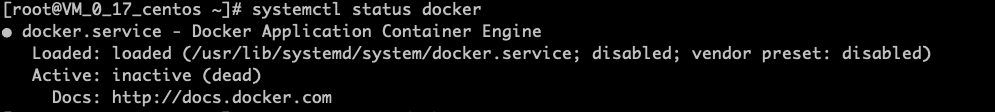 [root@VM_0_17_centos ~]# systemctl status docker
● docker.service - Docker Application Container Engine
   Loaded: loaded (/usr/lib/systemd/system/docker.service; disabled; vendor preset: disabled)
   Active: inactive (dead)
     Docs: http://docs.docker.com